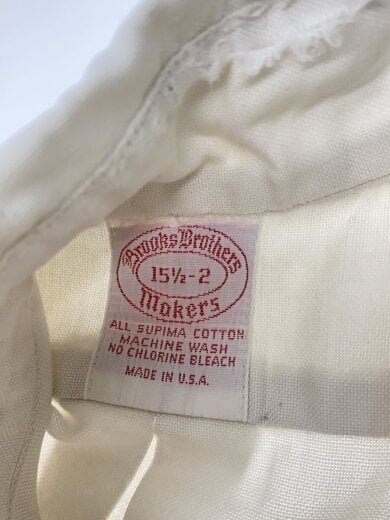 Brooks Brothers
15½-2
Makers
ALL SUPIMA COTTON
MACHINE WASH
NO CHLORINE BLEACH
MADE IN U.S.A.